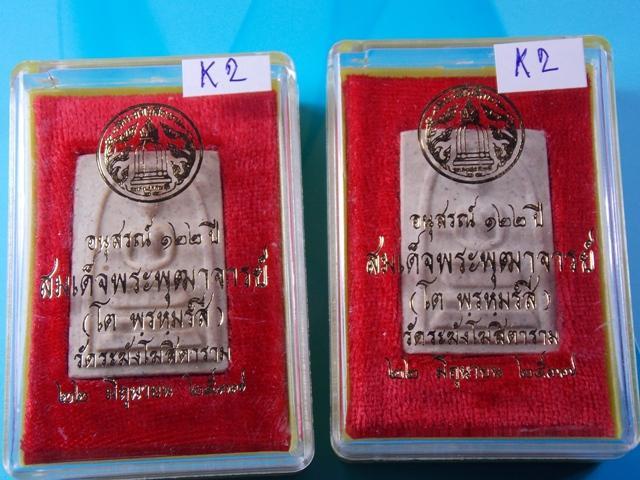 K2
อนุสรณ์ ๑๒๒ ปี
สมเด็จพระพุฒาจารย์
(โต พรหมรํสี)
วัดระฆังโฆสิตาราม
๒๒ มิถุนายน ๒๕๓๗
K2
อนุสรณ์ ๑๒๒ ปี
สมเด็จพระพุฒาจารย์
(โต พรหมรํสี)
วัดระฆังโฆสิตาราม
๒๒ มิถุนายน ๒๕๓๗